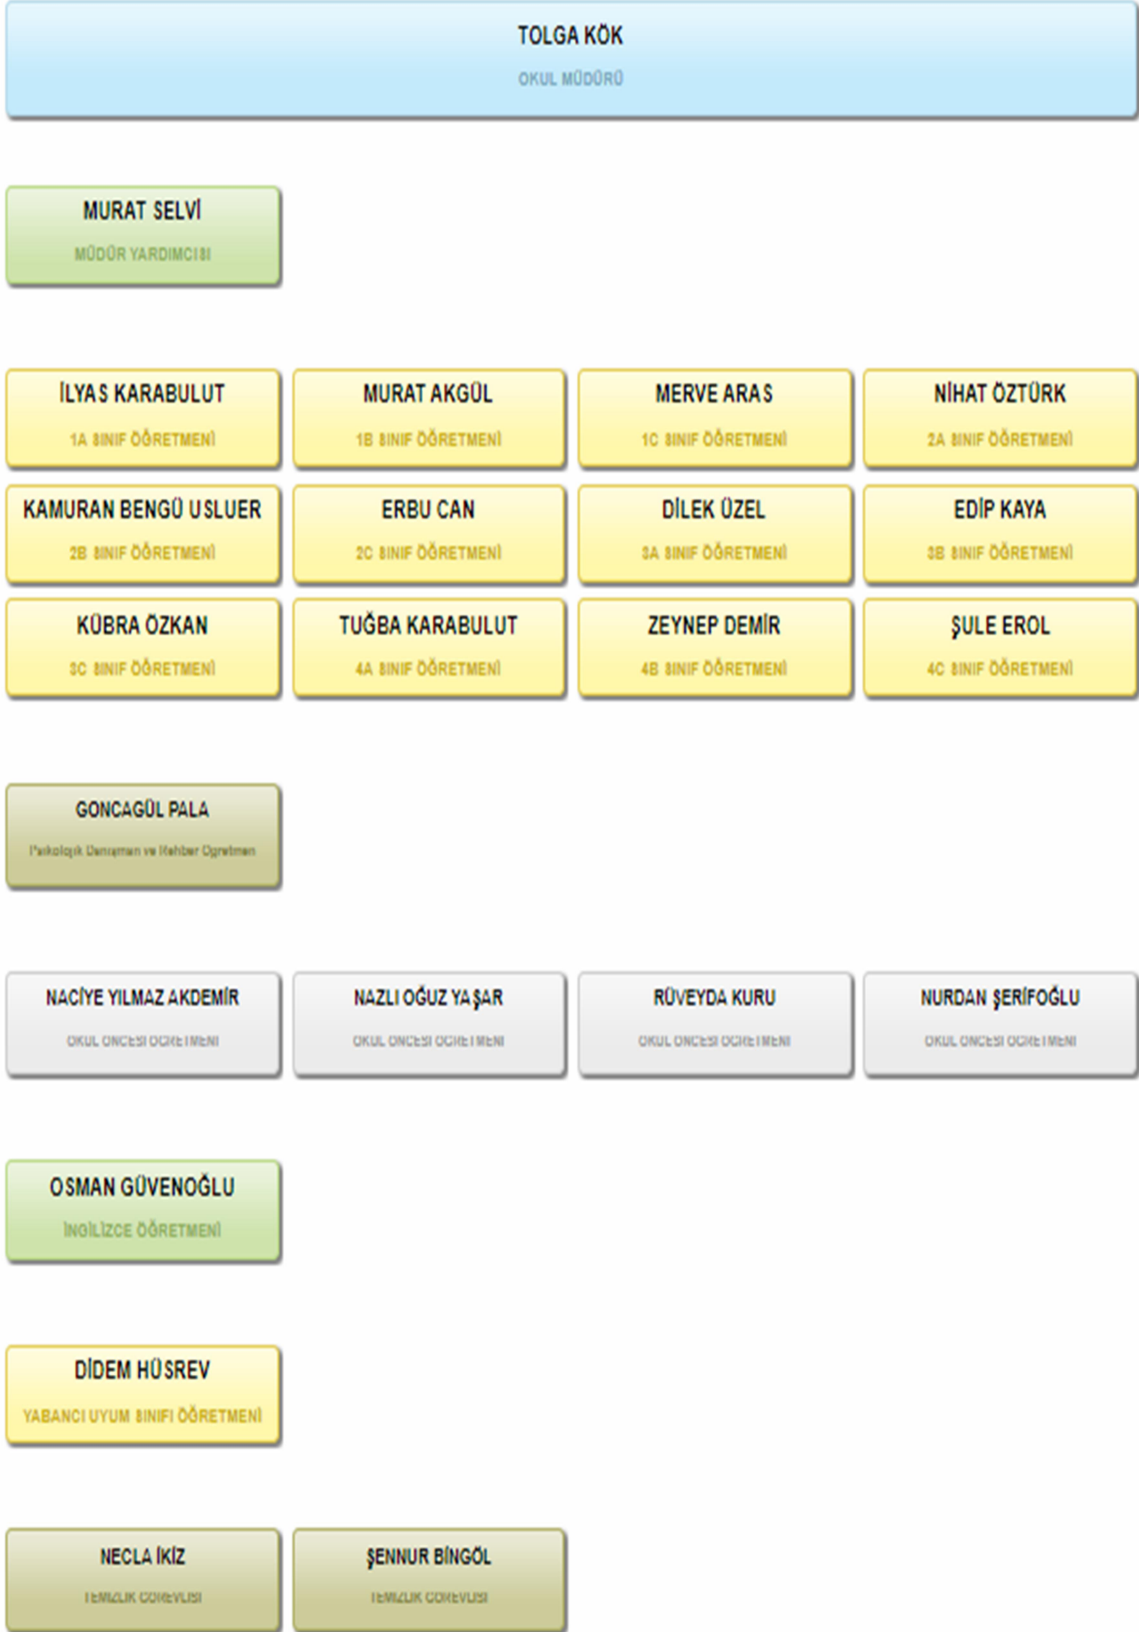 TOLGA KÖK
OKUL MÜDÜRÜ
MURAT SELVİ
MÜDÜR YARDIMCISI
İLYAS KARABULUT
1A SINIF ÖĞRETMENİ
MURAT AKGÜL
1B SINIF ÖĞRETMENİ
MERVE ARAS
1C SINIF ÖĞRETMENİ
NİHAT ÖZTÜRK
2A SINIF ÖĞRETMENİ
KAMURAN BENGÜ USLUER
2B SINIF ÖĞRETMENİ
ERBU CAN
2C SINIF ÖĞRETMENİ
DİLEK ÜZEL
3A SINIF ÖĞRETMENİ
EDİP KAYA
3B SINIF ÖĞRETMENİ
KÜBRA ÖZKAN
3C SINIF ÖĞRETMENİ
TUĞBA KARABULUT
4A SINIF ÖĞRETMENİ
ZEYNEP DEMİR
4B SINIF ÖĞRETMENİ
ŞULE EROL
4C SINIF ÖĞRETMENİ
GONCAGÜL PALA
Psikolojik Danışman ve Rehber Öğretmen
NACİYE YILMAZ AKDEMİR
OKUL ÖNCESİ ÖĞRETMENİ
NAZLI OĞUZ YAŞAR
OKUL ÖNCESİ ÖĞRETMENİ
RÜVEYDA KURU
OKUL ÖNCESİ ÖĞRETMENİ
NURDAN ŞERİFOĞLU
OKUL ÖNCESİ ÖĞRETMENİ
OSMAN GÜVENOĞLU
İNGİLİZCE ÖĞRETMENİ
DİDEM HÜSREV
YABANCI UYUM SINIFI ÖĞRETMENİ
NECLA İKİZ
TEMİZLİK GÖREVLİSİ
ŞENNUR BİNGÖL
TEMİZLİK GÖREVLİSİ